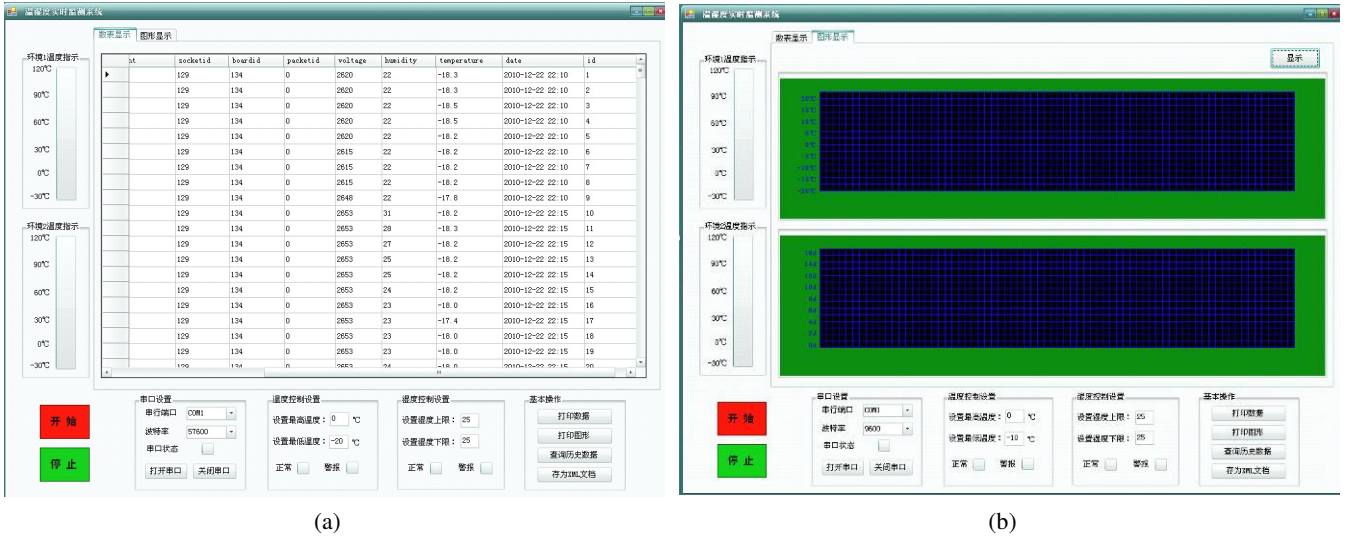 温湿度实时监测系统
数表显示 图形显示
环境1温度指示
120℃
90℃
60℃
30℃
0℃
-30℃
环境2温度指示
120℃
90℃
60℃
30℃
0℃
-30℃
nt socketid boardid packetid voltage humidity temperature date id
129 134 0 2620 22 -18.3 2010-12-22 22:10 1
129 134 0 2620 22 -18.3 2010-12-22 22:10 2
129 134 0 2620 22 -18.5 2010-12-22 22:10 3
129 134 0 2620 22 -18.5 2010-12-22 22:10 4
129 134 0 2620 22 -18.2 2010-12-22 22:10 5
129 134 0 2615 22 -18.2 2010-12-22 22:10 6
129 134 0 2615 22 -18.2 2010-12-22 22:10 7
129 134 0 2615 22 -18.2 2010-12-22 22:10 8
129 134 0 2648 22 -17.8 2010-12-22 22:10 9
129 134 0 2653 31 -18.2 2010-12-22 22:15 10
129 134 0 2653 28 -18.3 2010-12-22 22:15 11
129 134 0 2653 27 -18.2 2010-12-22 22:15 12
129 134 0 2653 25 -18.2 2010-12-22 22:15 13
129 134 0 2653 25 -18.2 2010-12-22 22:15 14
129 134 0 2653 24 -18.2 2010-12-22 22:15 15
129 134 0 2653 23 -18.0 2010-12-22 22:15 16
129 134 0 2653 23 -17.4 2010-12-22 22:15 17
129 134 0 2653 23 -18.0 2010-12-22 22:15 18
129 134 0 2653 23 -18.0 2010-12-22 22:15 19
129 134 0 2653 24 -18.0 2010-12-22 22:15 20
开 始
停 止
串口设置
串行端口 COM1
波特率 57600
串口状态
打开串口 关闭串口
温度控制设置
设置最高温度: 0 ℃
设置最低温度: -20 ℃
正常 警报
湿度控制设置
设置湿度上限: 25
设置湿度下限: 25
正常 警报
基本操作
打印数据
打印图形
查询历史数据
存为XML文档
(a)
温湿度实时监测系统
数表显示 图形显示
显示
环境1温度指示
120℃
90℃
60℃
30℃
0℃
-30℃
环境2温度指示
120℃
90℃
60℃
30℃
0℃
-30℃
开 始
停 止
串口设置
串行端口 COM1
波特率 9600
串口状态
打开串口 关闭串口
温度控制设置
设置最高温度: 0 ℃
设置最低温度: -10 ℃
正常 警报
湿度控制设置
设置湿度上限: 25
设置湿度下限: 25
正常 警报
基本操作
打印数据
打印图形
查询历史数据
存为XML文档
(b)